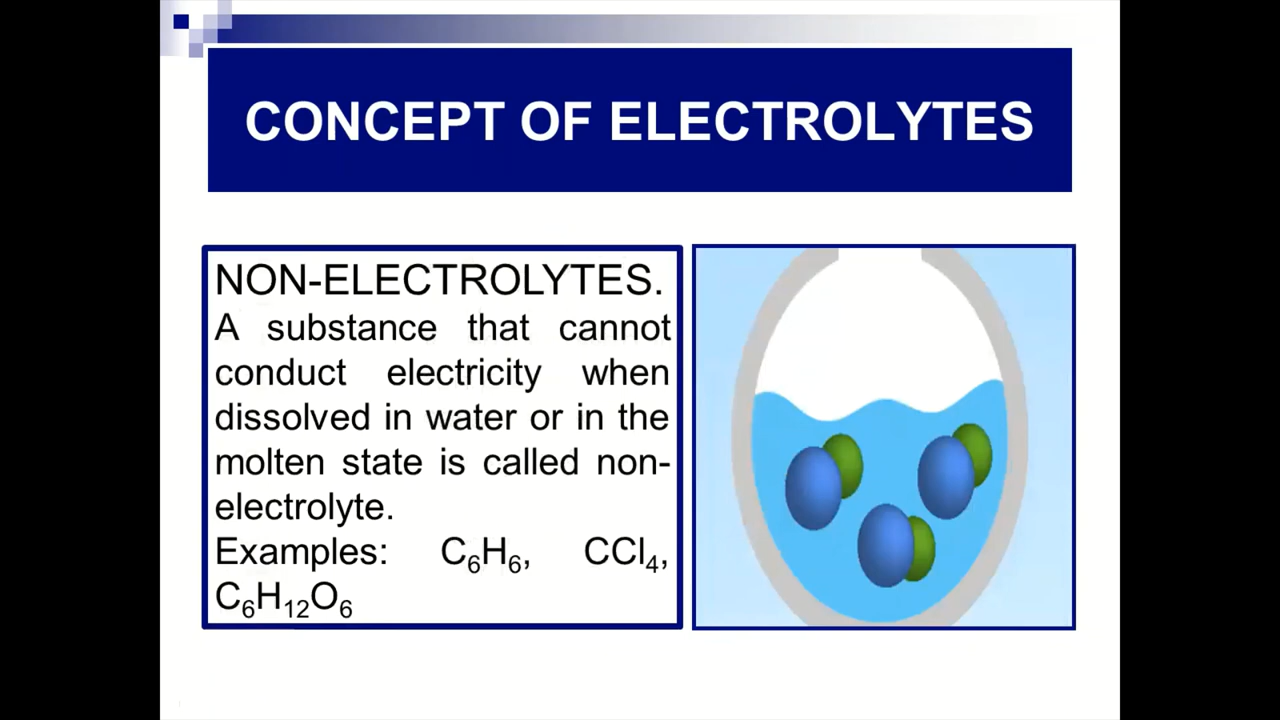 CONCEPT OF ELECTROLYTES
NON-ELECTROLYTES.
A substance that cannot
conduct electricity when
dissolved in water or in the
molten state is called non-
electrolyte.
Examples: C₆H₆, CCl₄,
C₆H₁₂O₆